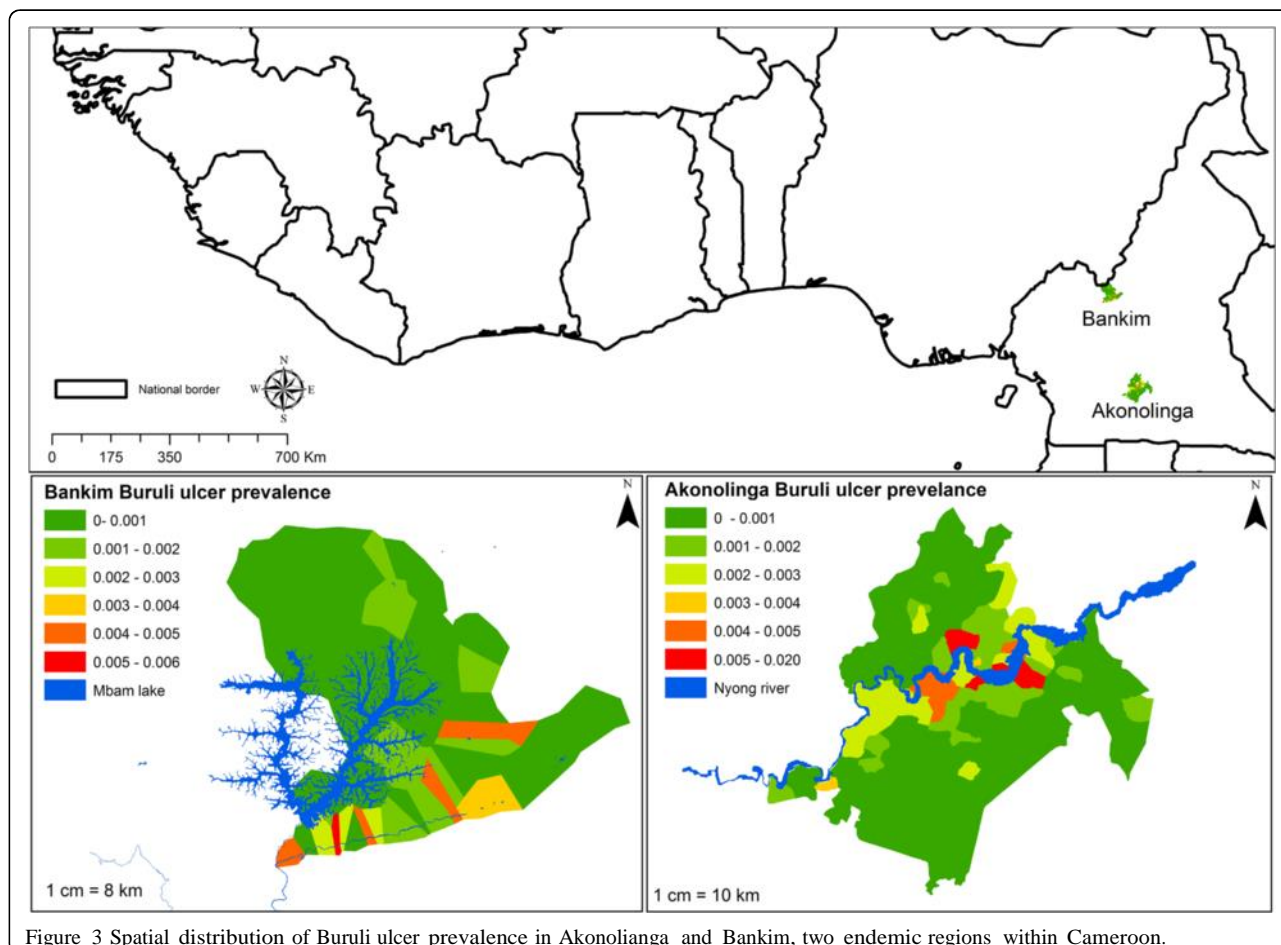 Bankim
Akonolinga
N
W E
S
National border
0 175 350 700 Km
Bankim Buruli ulcer prevalence
N
0- 0.001
0.001 - 0.002
0.002 - 0.003
0.003 - 0.004
0.004 - 0.005
0.005 - 0.006
Mbam lake
1 cm = 8 km
Akonolinga Buruli ulcer prevelance
N
0 - 0.001
0.001 - 0.002
0.002 - 0.003
0.003 - 0.004
0.004 - 0.005
0.005 - 0.020
Nyong river
1 cm = 10 km
Figure 3 Spatial distribution of Buruli ulcer prevalence in Akonolianga and Bankim, two endemic regions within Cameroon.